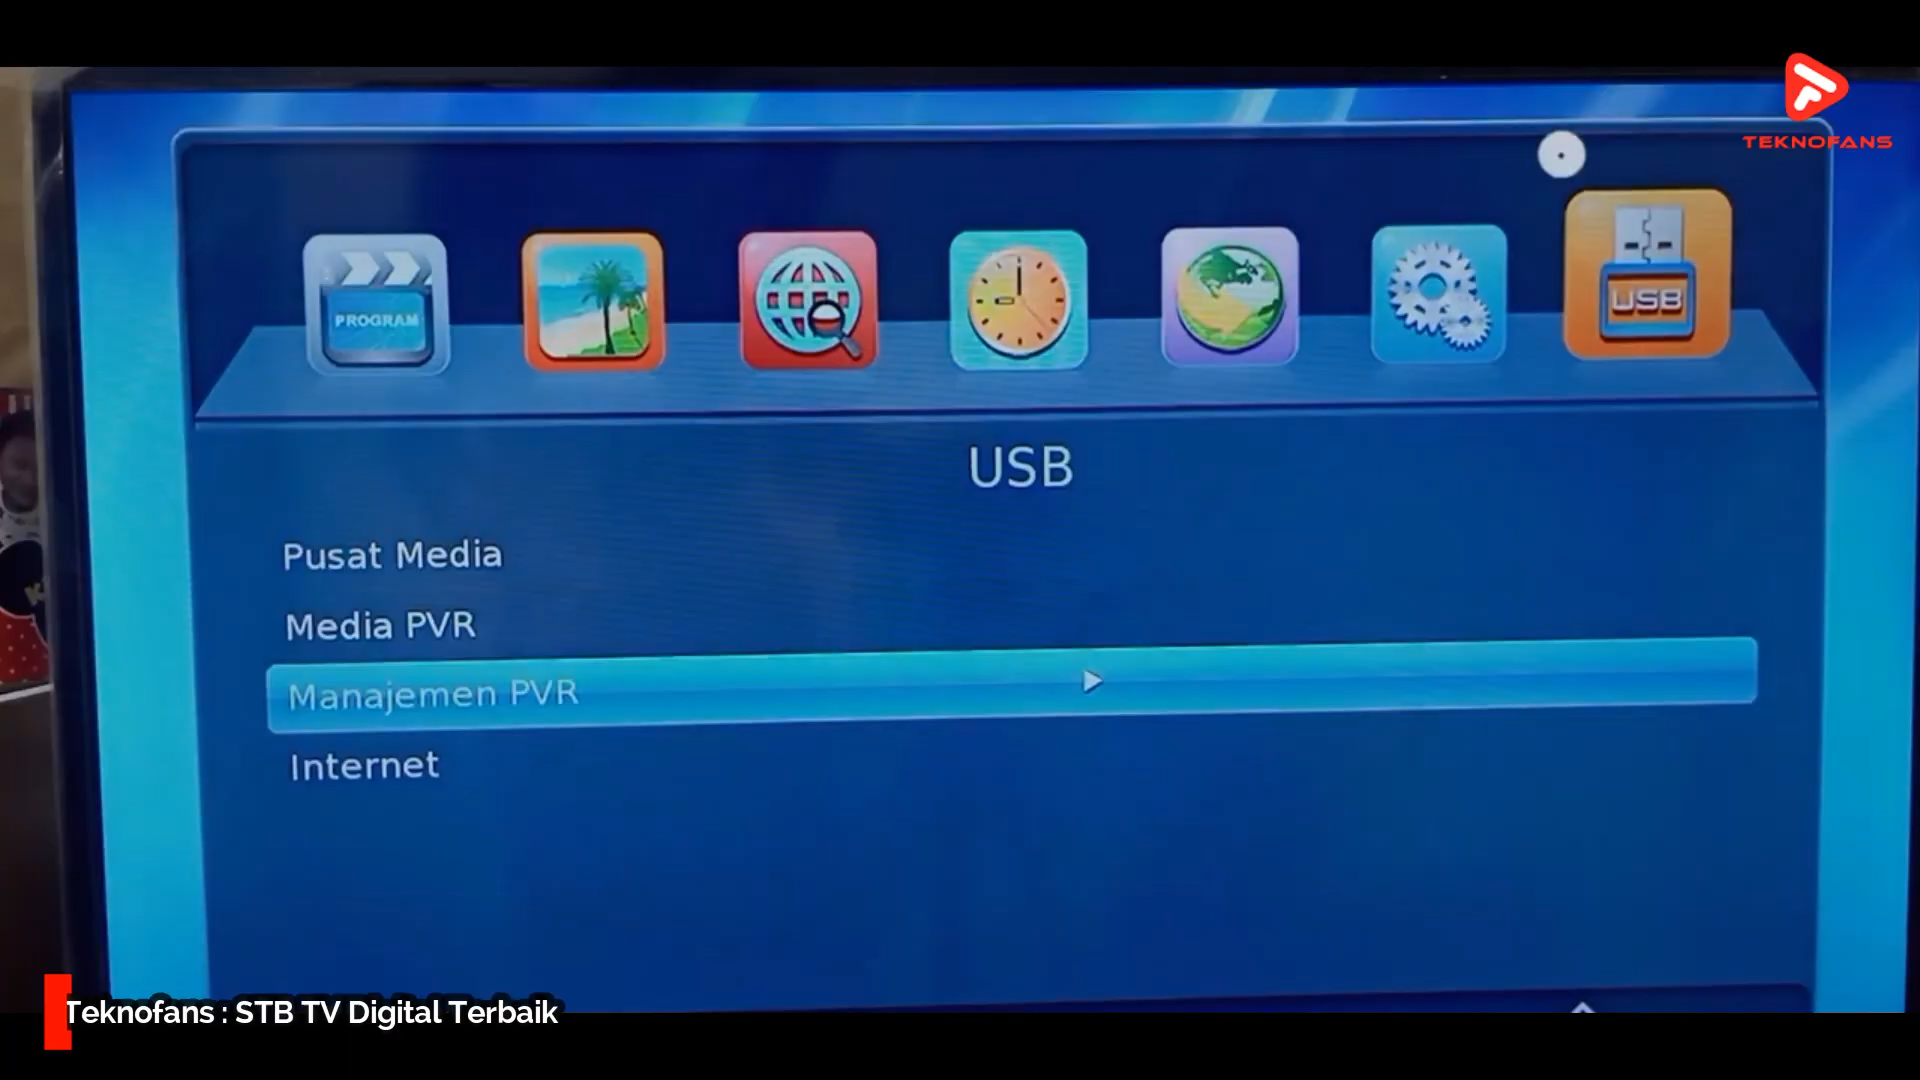 TEKNOFANS
PROGRAM
USB
USB
Pusat Media
Media PVR
Manajemen PVR
Internet
Teknofans : STB TV Digital Terbaik